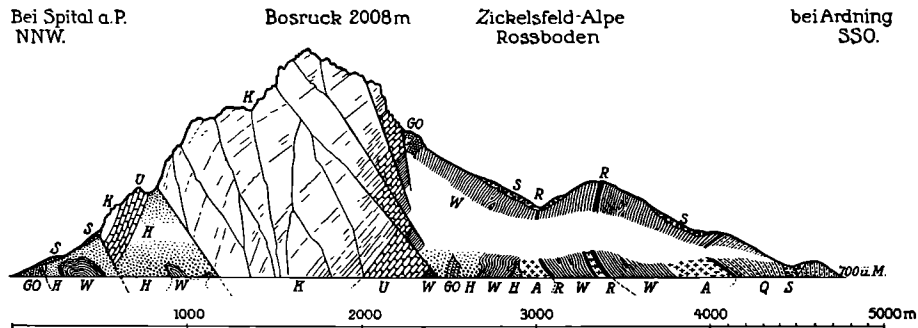 Bei Spital a.P. Bosruck 2008m Zickelsfeld-Alpe bei Ardning
NNW. Rossboden SSO.
K
GO
U
K
H
S
S
W
S
R
R
S
700ü.M.
GO H W H W K U W GO H W H A R W R W A Q S
1000 2000 3000 4000 5000m